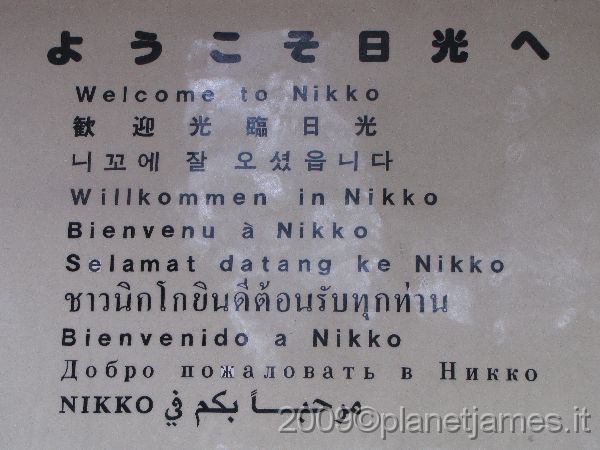 ようこそ日光へ
Welcome to Nikko
歓迎光臨日光
니꼬에 잘 오셨읍니다
Willkommen in Nikko
Bienvenu à Nikko
Selamat datang ke Nikko
ชาวนิกโกยินดีต้อนรับทุกท่าน
Bienvenido a Nikko
Добро пожаловать в Никко
NIKKO مرحبــاً بكم في
2009©planetjames.it